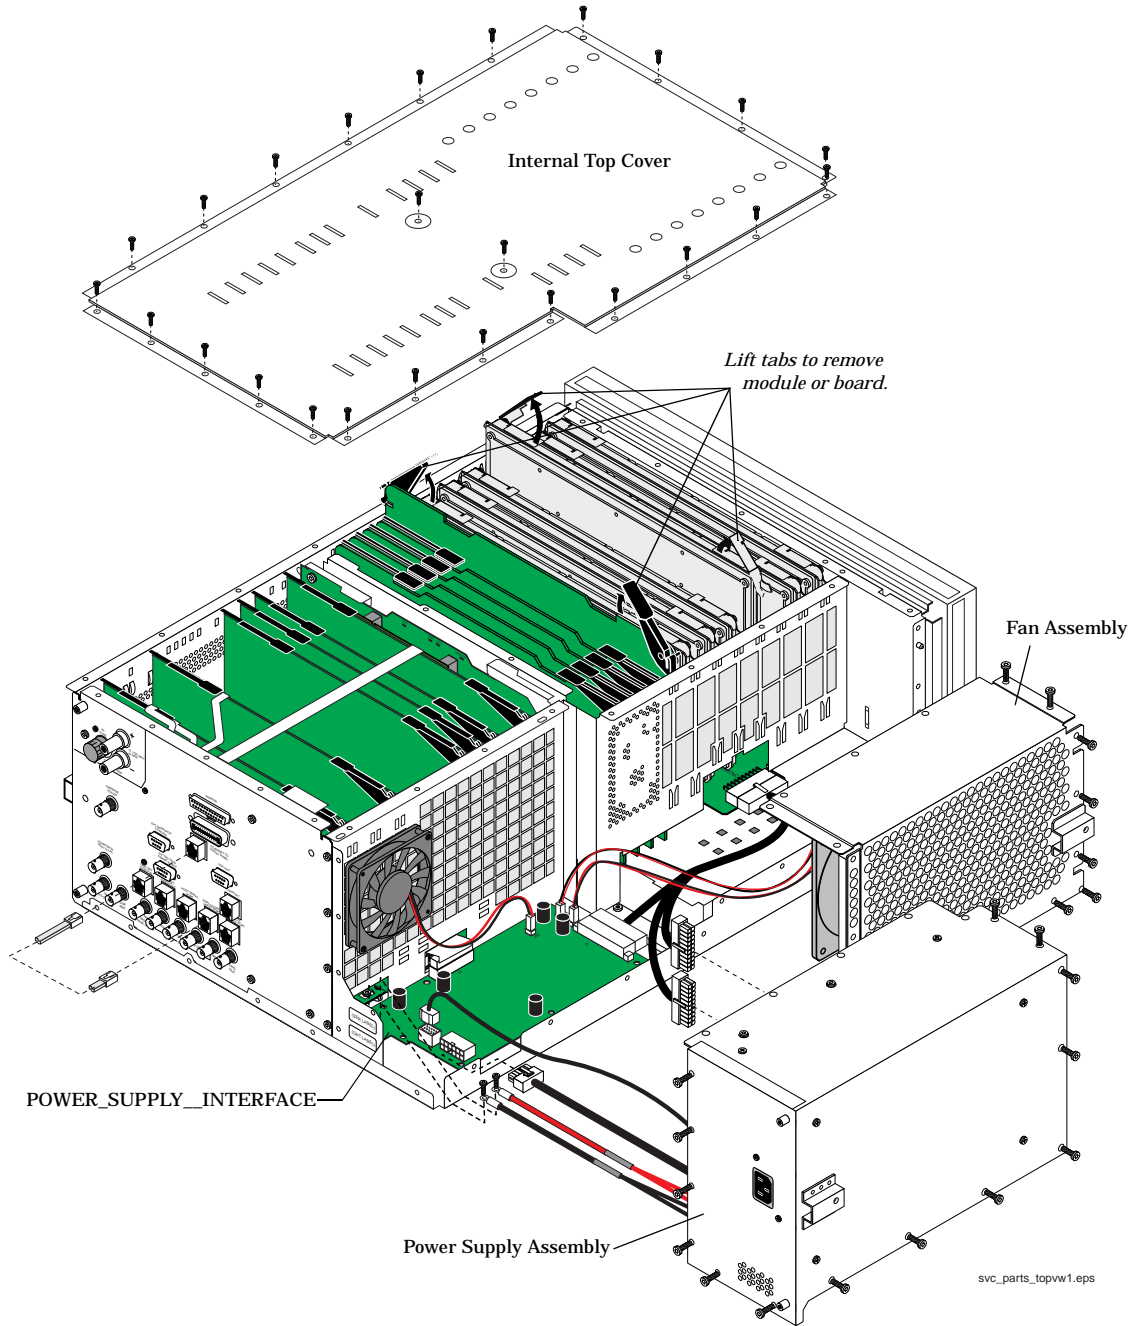 Internal Top Cover
Lift tabs to remove
module or board.
Fan Assembly
POWER_SUPPLY__INTERFACE
Power Supply Assembly
svc_parts_topvw1.eps